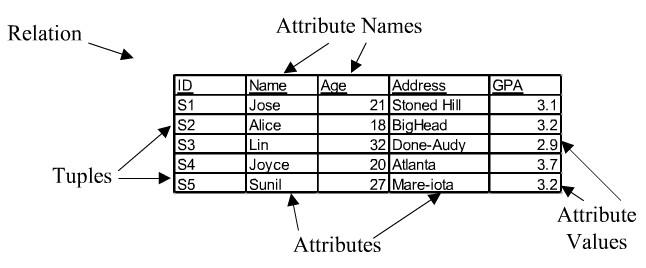 Relation
Attribute Names
ID Name Age Address GPA
S1 Jose 21 Stoned Hill 3.1
S2 Alice 18 BigHead 3.2
S3 Lin 32 Done-Audy 2.9
S4 Joyce 20 Atlanta 3.7
S5 Sunil 27 Mare-iota 3.2
Tuples
Attributes
Attribute
Values